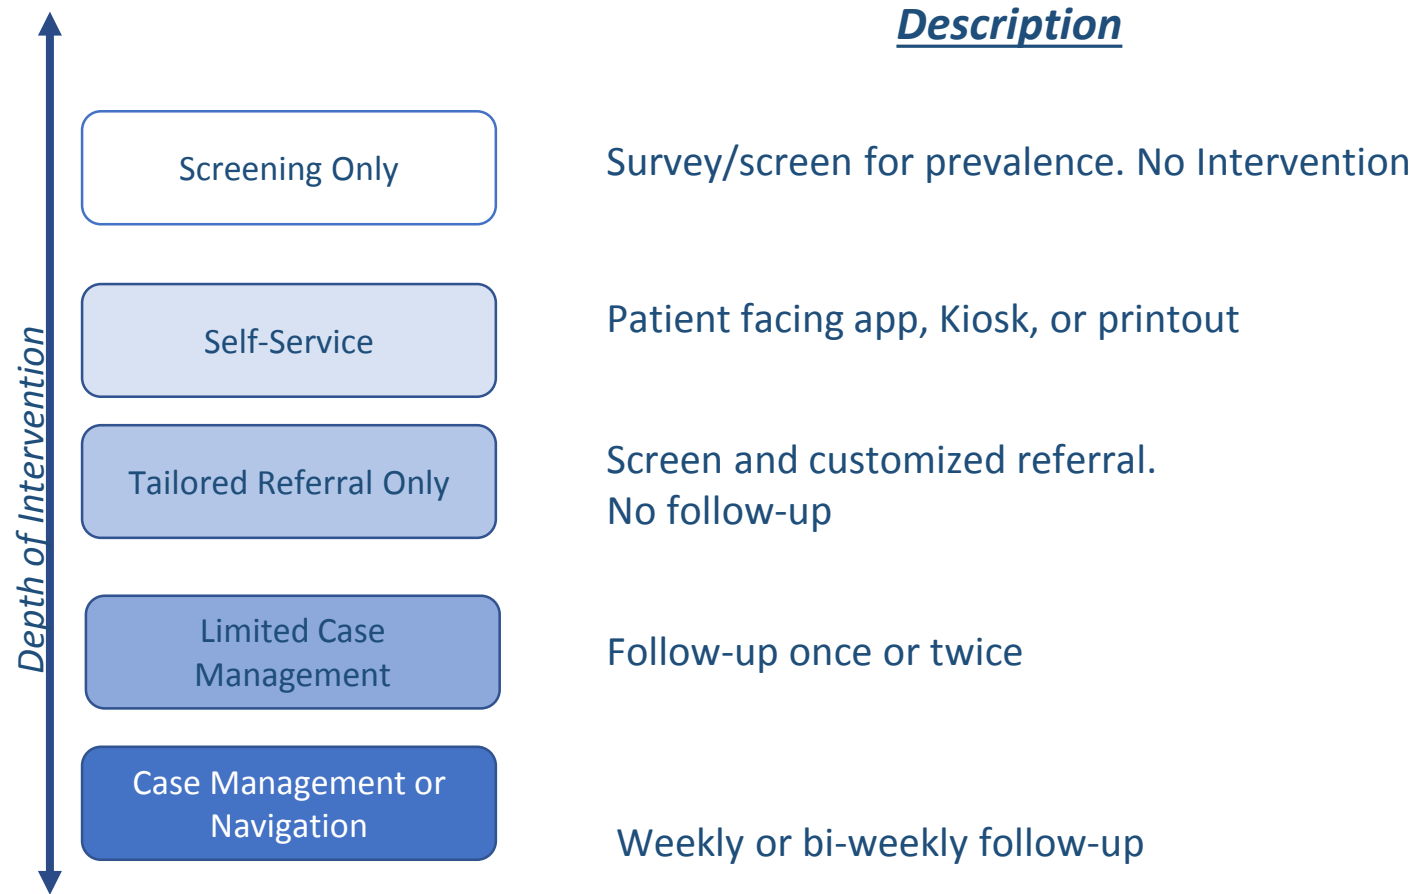 Description
Depth of Intervention
Screening Only
Survey/screen for prevalence. No Intervention
Self-Service
Patient facing app, Kiosk, or printout
Tailored Referral Only
Screen and customized referral.
No follow-up
Limited Case
Management
Follow-up once or twice
Case Management or
Navigation
Weekly or bi-weekly follow-up